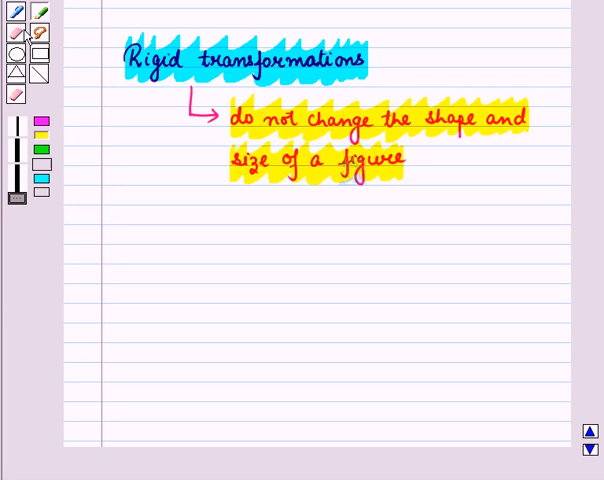 Rigid transformations
do not change the shape and
size of a figure